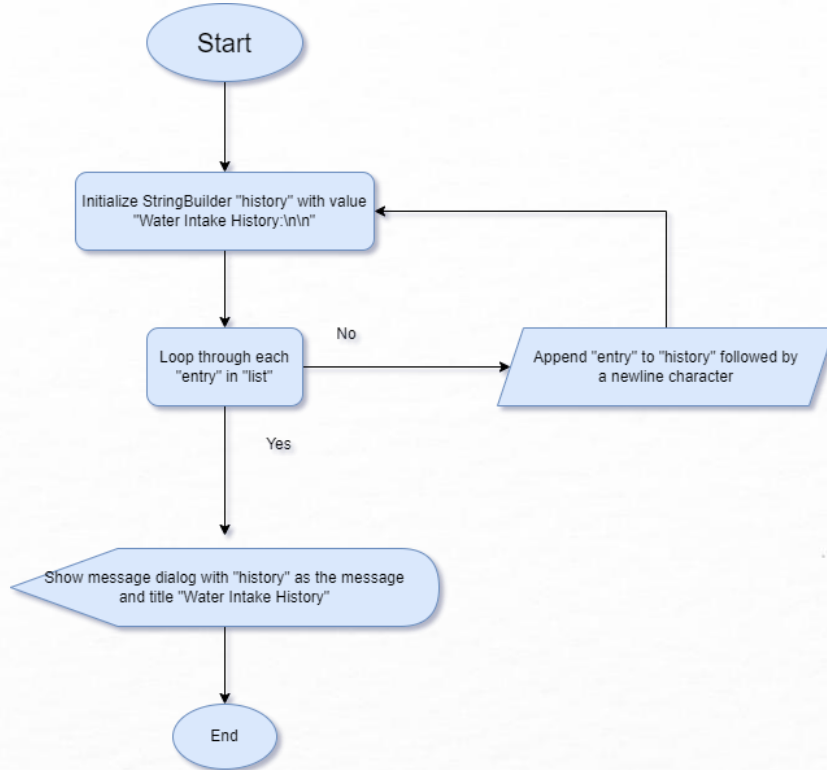 Start
Initialize StringBuilder "history" with value
"Water Intake History:\n\n"
No
Loop through each
"entry" in "list"
Append "entry" to "history" followed by
a newline character
Yes
Show message dialog with "history" as the message
and title "Water Intake History"
End